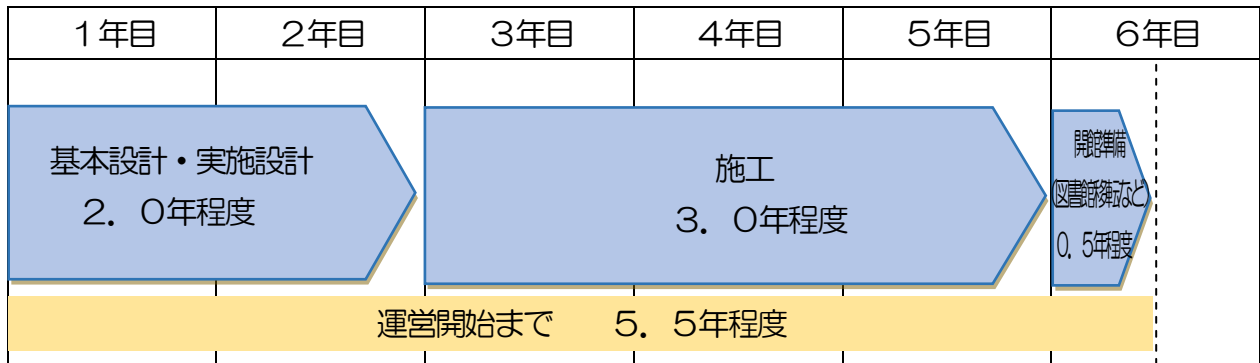 1年目
2年目
3年目
4年目
5年目
6年目
基本設計・実施設計
2.0年程度
施工
3.0年程度
開館準備
(図書館移転など)
0.5年程度
運営開始まで 5.5年程度